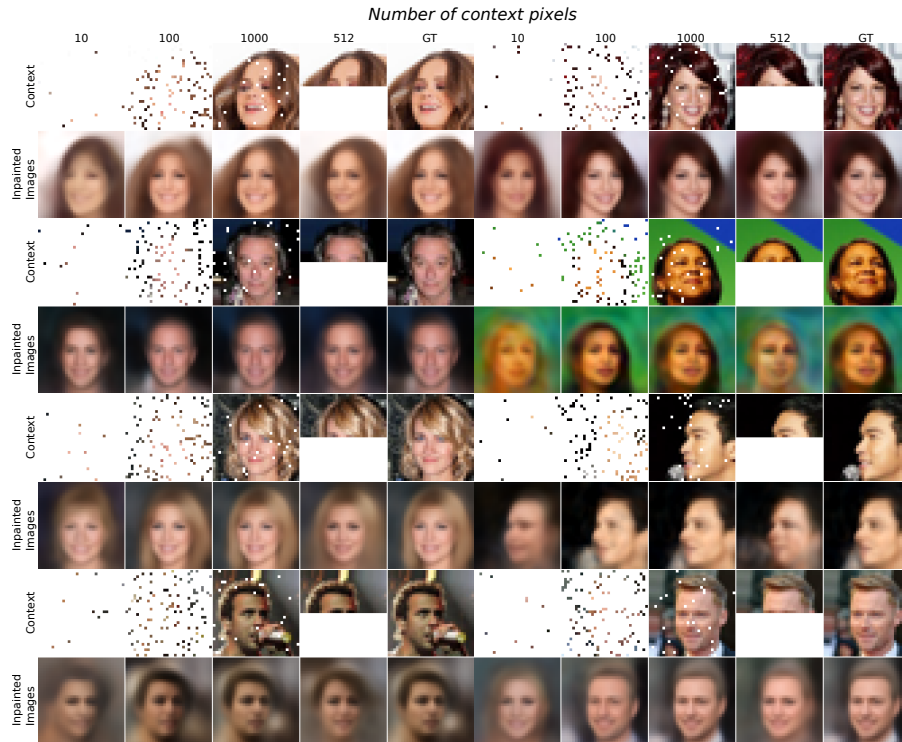 Number of context pixels
10 100 1000 512 GT 10 100 1000 512 GT
Context
Inpainted
Images
Context
Inpainted
Images
Context
Inpainted
Images
Context
Inpainted
Images